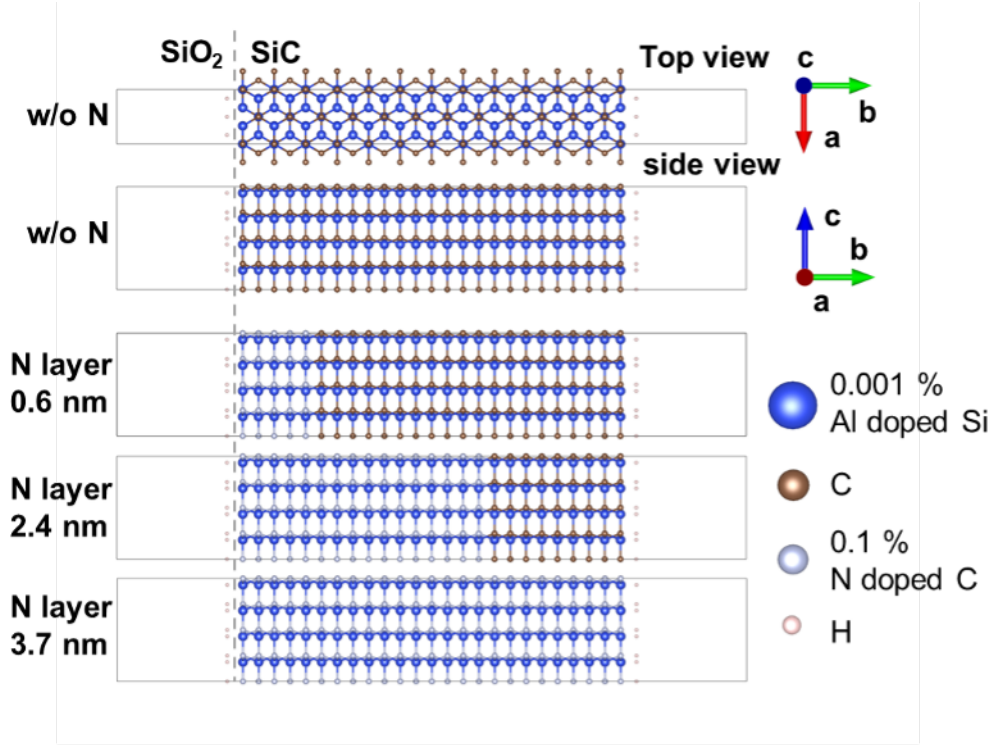 SiO₂ SiC
Top view
c
b
a
w/o N
side view
w/o N
c
b
a
N layer
0.6 nm
0.001 %
Al doped Si
C
N layer
2.4 nm
0.1 %
N doped C
N layer
3.7 nm
H